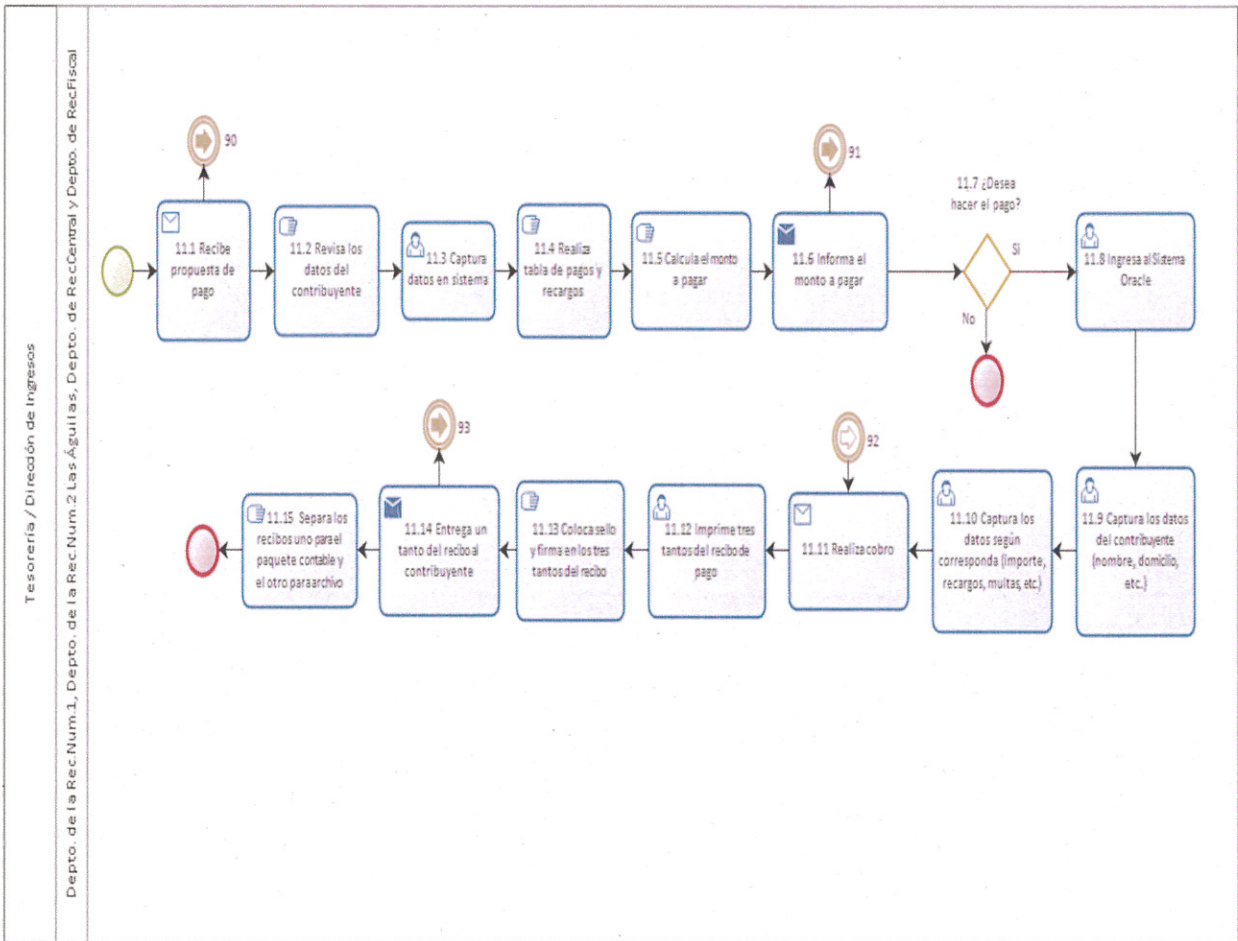 Tesorería / Dirección de Ingresos
Depto. de la Rec.Num.1, Depto. de la Rec.Num.2 Las Águilas, Depto. de RecCentral y Depto. de RecFiscal
90
11.1 Recibe
propuesta de
pago
11.2 Revisa los
datos del
contribuyente
11.3 Captura
datos en sistema
11.4 Realiza
tabla de pagos y
recargos
11.5 Calcula el monto
a pagar
91
11.6 Informa el
monto a pagar
11.7 ¿Desea
hacer el pago?
Si
No
11.8 Ingresa al Sistema
Oracle
11.9 Captura los datos
del contribuyente
(nombre, domicilio,
etc.)
11.10 Captura los
datos según
corresponda (importe,
recargos, multas, etc.)
92
11.11 Realiza cobro
11.12 Imprime tres
tantos del recibo de
pago
11.13 Coloca sello
y firma en los tres
tantos del recibo
93
11.14 Entrega un
tanto del recibo al
contribuyente
11.15 Separa los
recibos uno para el
paquete contable y
el otro para archivo